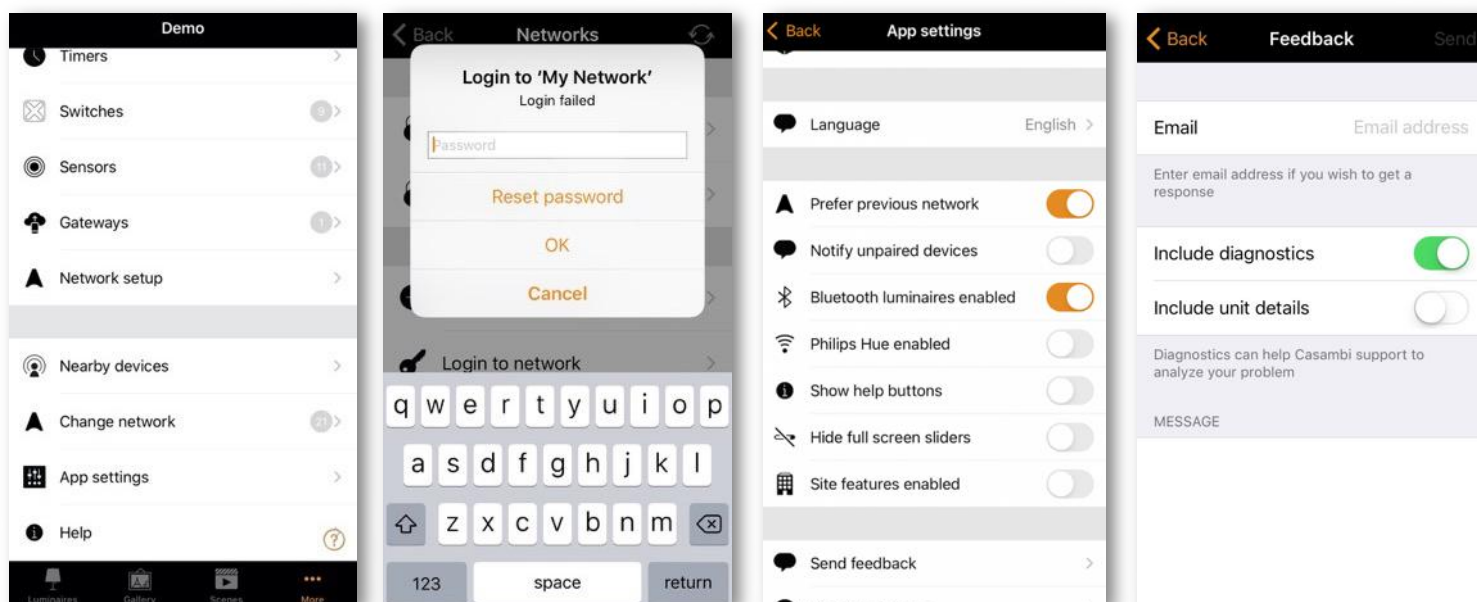 Demo
Timers
Switches 9
Sensors 11
Gateways 1
Network setup
Nearby devices
Change network 21
App settings
Help
?
Luminaires Gallery Scenes More
Back Networks
Login to ‘My Network’
Login failed
Password
Reset password
OK
Cancel
Login to network
q w e r t y u i o p
a s d f g h j k l
z x c v b n m
123 space return
Back App settings
Language English
Prefer previous network
Notify unpaired devices
Bluetooth luminaires enabled
Philips Hue enabled
Show help buttons
Hide full screen sliders
Site features enabled
Send feedback
Back Feedback Send
Email Email address
Enter email address if you wish to get a
response
Include diagnostics
Include unit details
Diagnostics can help Casambi support to
analyze your problem
MESSAGE